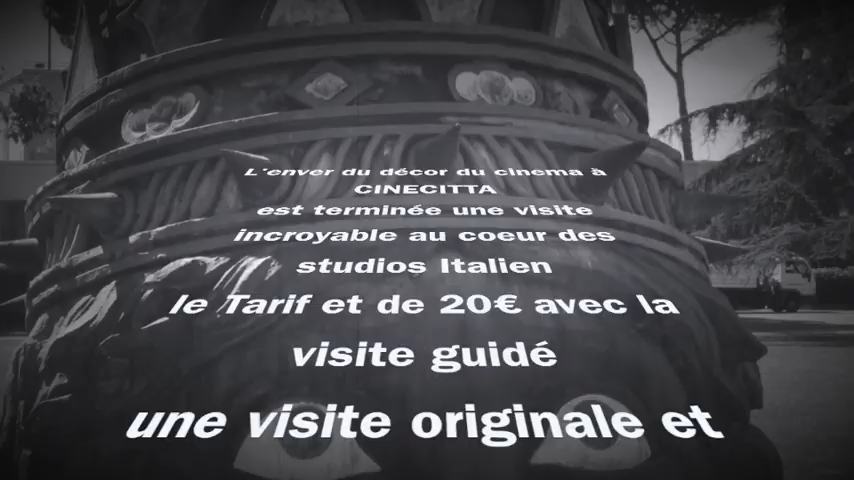 L'enver du décor du cinema à
CINECITTA
est terminée une visite
incroyable au coeur des
studios Italien
le Tarif et de 20€ avec la
visite guidé
une visite originale et